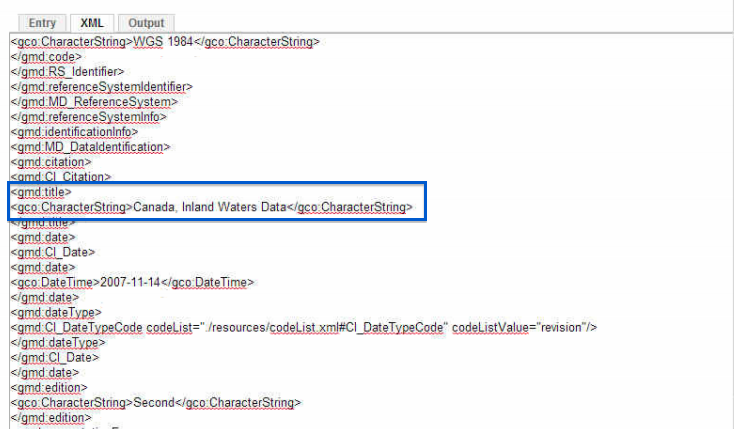 Entry XML Output
<gco:CharacterString>WGS 1984</gco:CharacterString>
</gmd:code>
</gmd:RS_Identifier>
</gmd:referenceSystemIdentifier>
</gmd:MD_ReferenceSystem>
</gmd:referenceSystemInfo>
<gmd:identificationInfo>
<gmd:MD_DataIdentification>
<gmd:citation>
<gmd:CI_Citation>
<gmd:title>
<gco:CharacterString>Canada, Inland Waters Data</gco:CharacterString>
</gmd:title>
<gmd:date>
<gmd:CI_Date>
<gmd:date>
<gco:DateTime>2007-11-14</gco:DateTime>
</gmd:date>
<gmd:dateType>
<gmd:CI_DateTypeCode codeList="./resources/codeList.xml#CI_DateTypeCode" codeListValue="revision"/>
</gmd:dateType>
</gmd:CI_Date>
</gmd:date>
<gmd:edition>
<gco:CharacterString>Second</gco:CharacterString>
</gmd:edition>